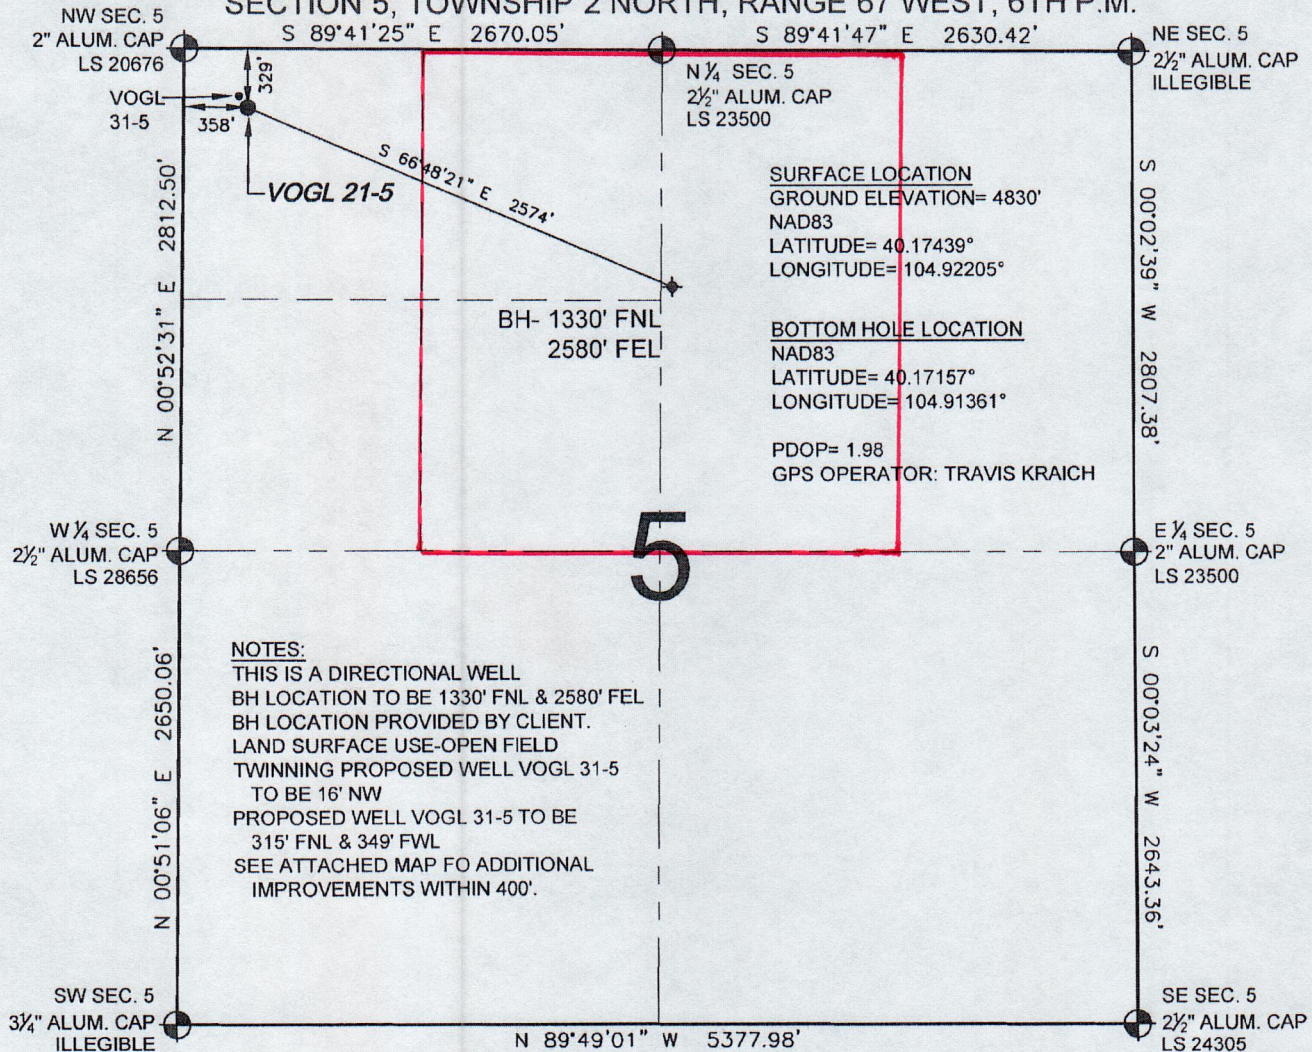 SECTION 5, TOWNSHIP 2 NORTH, RANGE 67 WEST, 6TH P.M.
NW SEC. 5
2" ALUM. CAP
LS 20676
S 89°41'25" E 2670.05'
S 89°41'47" E 2630.42'
NE SEC. 5
2½" ALUM. CAP
ILLEGIBLE
N ¼ SEC. 5
2½" ALUM. CAP
LS 23500
329'
VOGL
31-5
358'
VOGL 21-5
S 66°48'21" E 2574'
SURFACE LOCATION
GROUND ELEVATION= 4830'
NAD83
LATITUDE= 40.17439°
LONGITUDE= 104.92205°
N 00°52'31" E 2812.50'
S 00°02'39" W 2807.38'
BH- 1330' FNL
2580' FEL
BOTTOM HOLE LOCATION
NAD83
LATITUDE= 40.17157°
LONGITUDE= 104.91361°
PDOP= 1.98
GPS OPERATOR: TRAVIS KRAICH
W ¼ SEC. 5
2½" ALUM. CAP
LS 28656
5
E ¼ SEC. 5
2" ALUM. CAP
LS 23500
NOTES:
THIS IS A DIRECTIONAL WELL
BH LOCATION TO BE 1330' FNL & 2580' FEL
BH LOCATION PROVIDED BY CLIENT.
LAND SURFACE USE-OPEN FIELD
TWINNING PROPOSED WELL VOGL 31-5
TO BE 16' NW
PROPOSED WELL VOGL 31-5 TO BE
315' FNL & 349' FWL
SEE ATTACHED MAP FO ADDITIONAL
IMPROVEMENTS WITHIN 400'.
N 00°51'06" E 2650.06'
S 00°03'24" W 2643.36'
SW SEC. 5
3¼" ALUM. CAP
ILLEGIBLE
N 89°49'01" W 5377.98'
SE SEC. 5
2½" ALUM. CAP
LS 24305